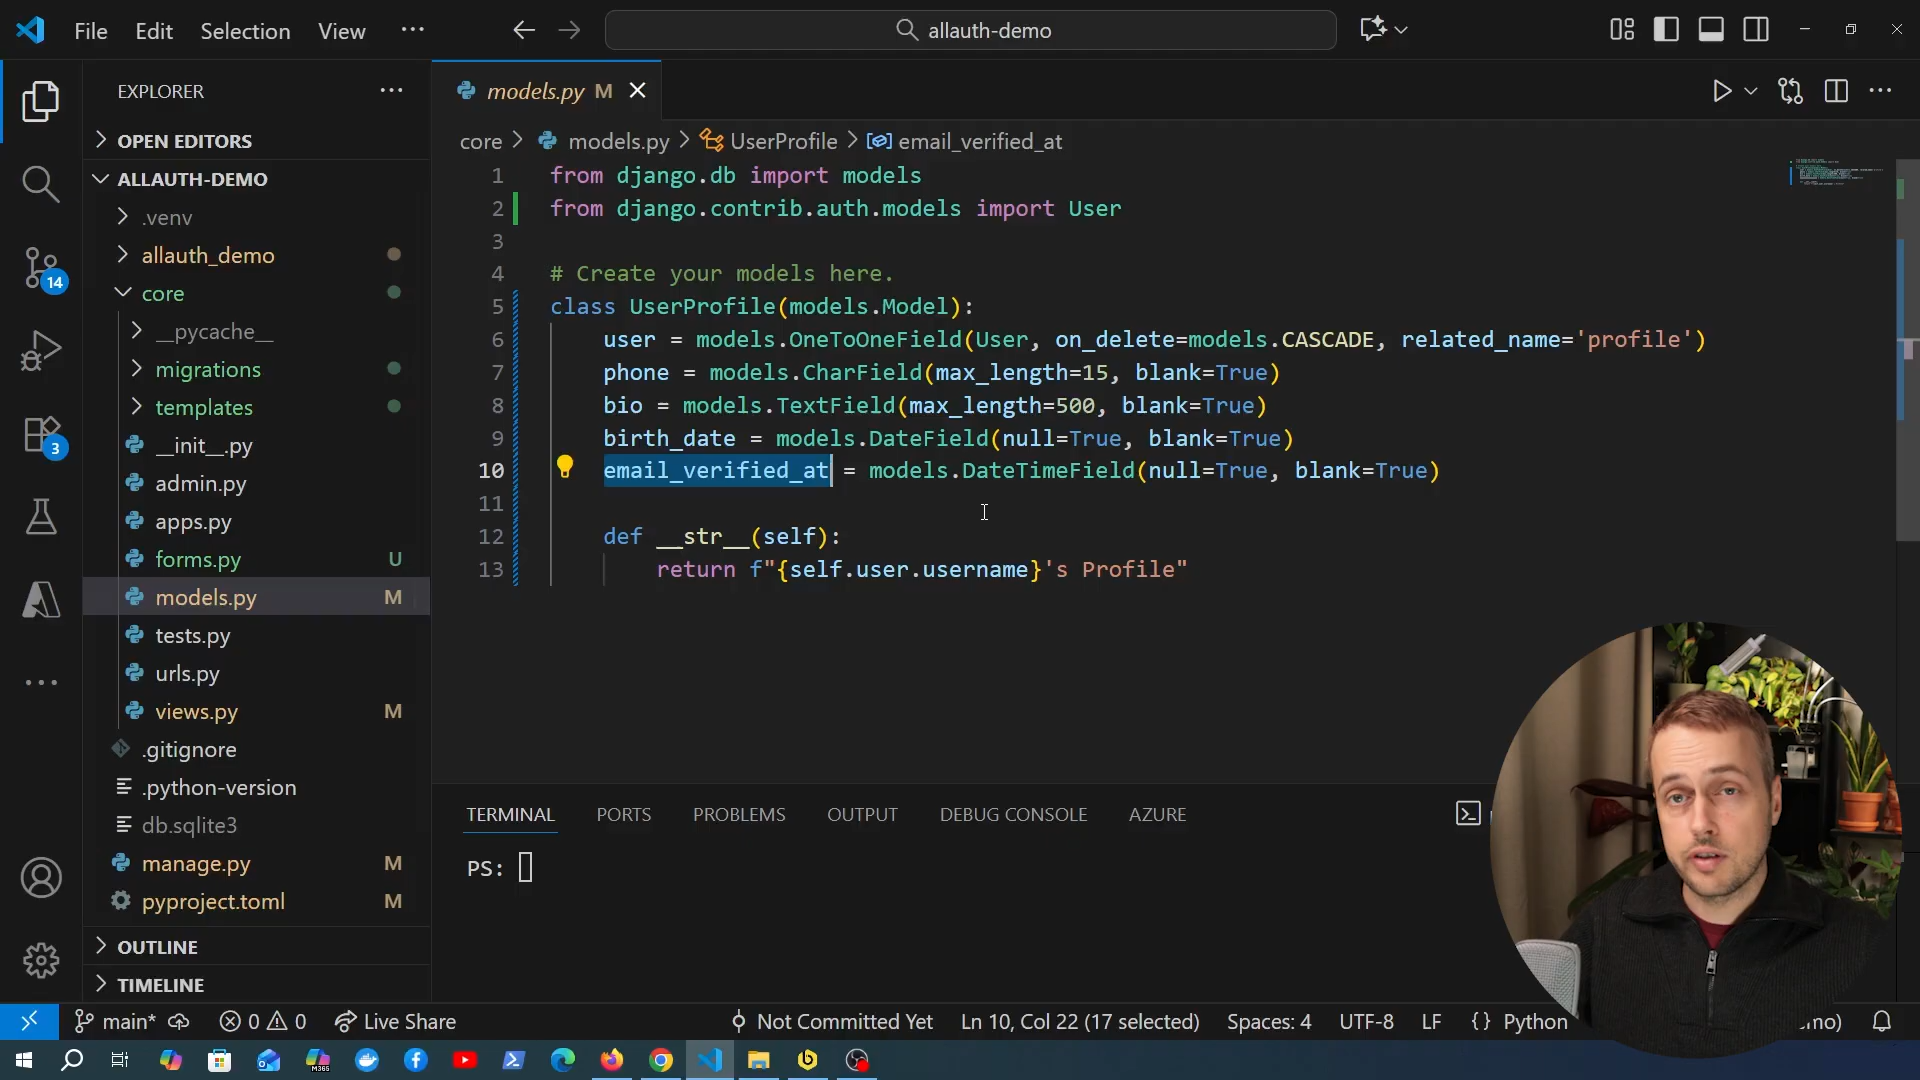 File Edit Selection View ··· allauth-demo
EXPLORER ···
OPEN EDITORS
ALLAUTH-DEMO
.venv
allauth_demo
core
__pycache__
migrations
templates
__init__.py
admin.py
apps.py
forms.py U
models.py M
tests.py
urls.py
views.py M
.gitignore
.python-version
db.sqlite3
manage.py M
pyproject.toml M
OUTLINE
TIMELINE
14
3
models.py M
core > models.py > UserProfile > email_verified_at
1 from django.db import models
2 from django.contrib.auth.models import User
3
4 # Create your models here.
5 class UserProfile(models.Model):
6 user = models.OneToOneField(User, on_delete=models.CASCADE, related_name='profile')
7 phone = models.CharField(max_length=15, blank=True)
8 bio = models.TextField(max_length=500, blank=True)
9 birth_date = models.DateField(null=True, blank=True)
10 email_verified_at = models.DateTimeField(null=True, blank=True)
11
12 def __str__(self):
13 return f"{self.user.username}'s Profile"
TERMINAL PORTS PROBLEMS OUTPUT DEBUG CONSOLE AZURE
PS:
main* 0 0 Live Share Not Committed Yet Ln 10, Col 22 (17 selected) Spaces: 4 UTF-8 LF {} Python mo)